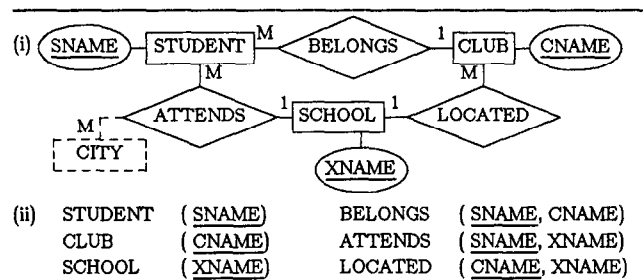 (i) SNAME STUDENT M BELONGS 1 CLUB CNAME
M M
ATTENDS 1 SCHOOL 1 LOCATED
M
CITY
XNAME
(ii) STUDENT ( SNAME) BELONGS ( SNAME, CNAME)
CLUB ( CNAME) ATTENDS ( SNAME, XNAME)
SCHOOL ( XNAME) LOCATED ( CNAME, XNAME)